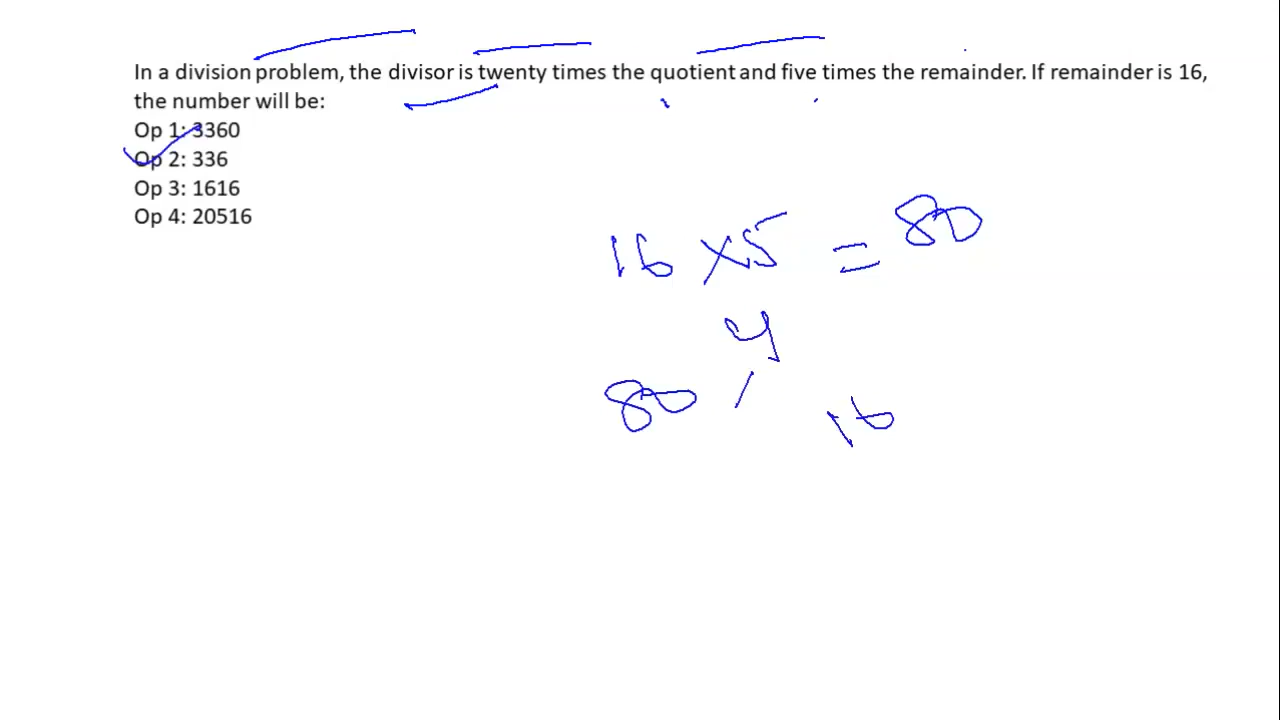 In a division problem, the divisor is twenty times the quotient and five times the remainder. If remainder is 16,
the number will be:
Op 1: 3360
Op 2: 336
Op 3: 1616
Op 4: 20516
16 × 5 = 80
4
80 /
16